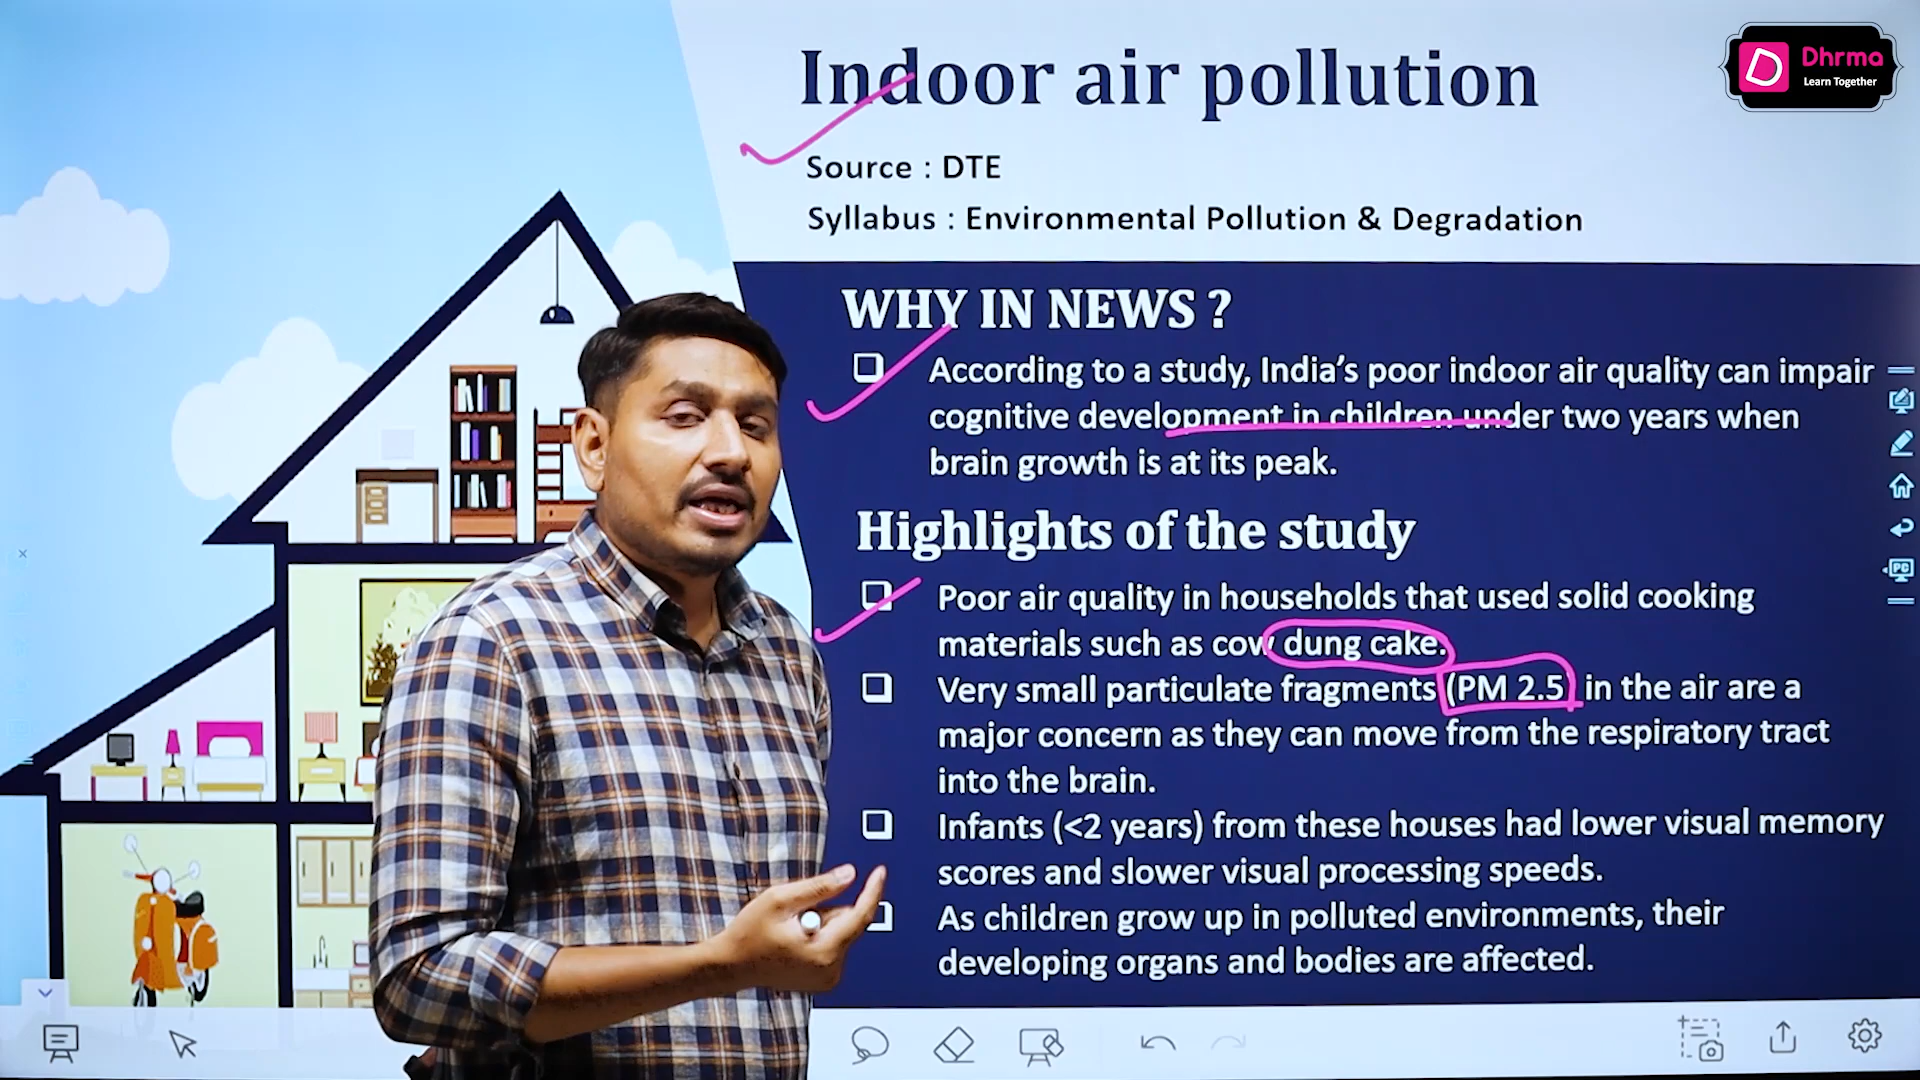 Indoor air pollution
Dhrma
Learn Together
Source : DTE
Syllabus : Environmental Pollution & Degradation
WHY IN NEWS ?
According to a study, India's poor indoor air quality can impair
cognitive development in children under two years when
brain growth is at its peak.
Highlights of the study
Poor air quality in households that used solid cooking
materials such as cow dung cake.
Very small particulate fragments (PM 2.5) in the air are a
major concern as they can move from the respiratory tract
into the brain.
Infants (<2 years) from these houses had lower visual memory
scores and slower visual processing speeds.
As children grow up in polluted environments, their
developing organs and bodies are affected.
PC